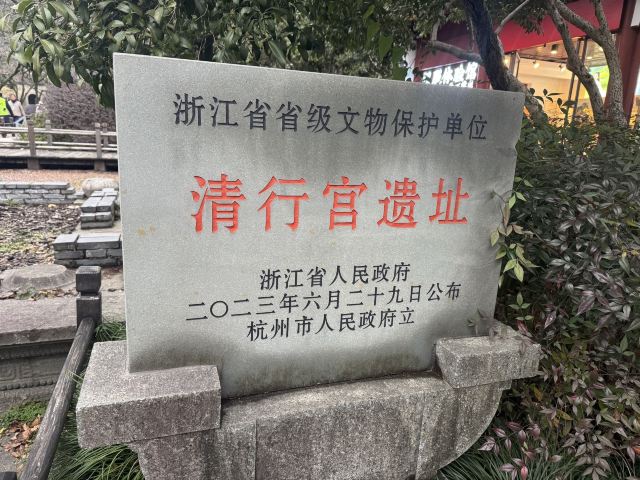 浙江省省级文物保护单位
清行宫遗址
浙江省人民政府
二〇二三年六月二十九日公布
杭州市人民政府立